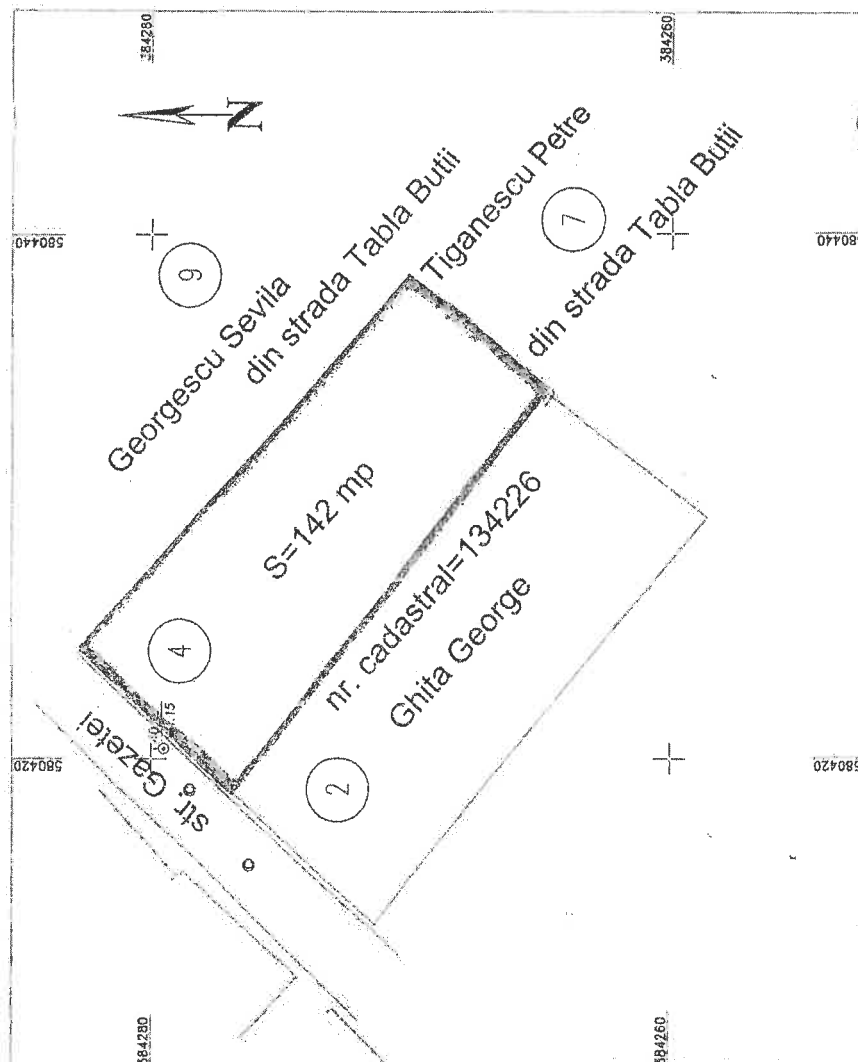 384280
384260
N
580440
580440
9
7
Georgescu Sevila
din strada Tabla Butii
Tiganescu Petre
din strada Tabla Butii
S=142 mp
4
nr. cadastral=134226
Ghita George
2
str Gazetei
580420
580420
384280
384260